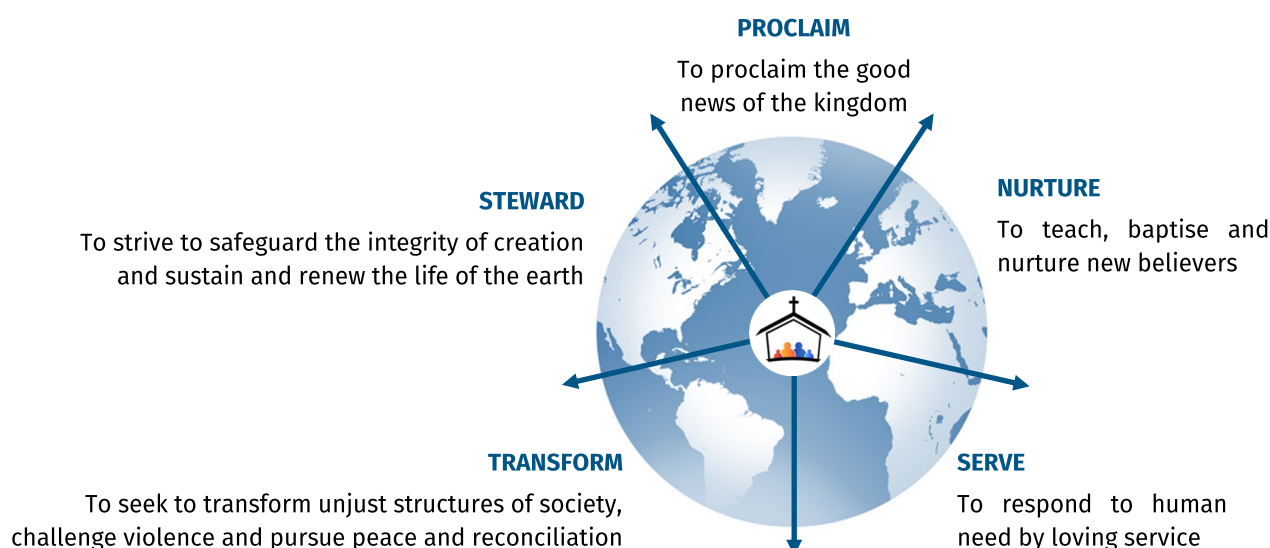 PROCLAIM
To proclaim the good
news of the kingdom
STEWARD
To strive to safeguard the integrity of creation
and sustain and renew the life of the earth
NURTURE
To teach, baptise and
nurture new believers
TRANSFORM
To seek to transform unjust structures of society,
challenge violence and pursue peace and reconciliation
SERVE
To respond to human
need by loving service